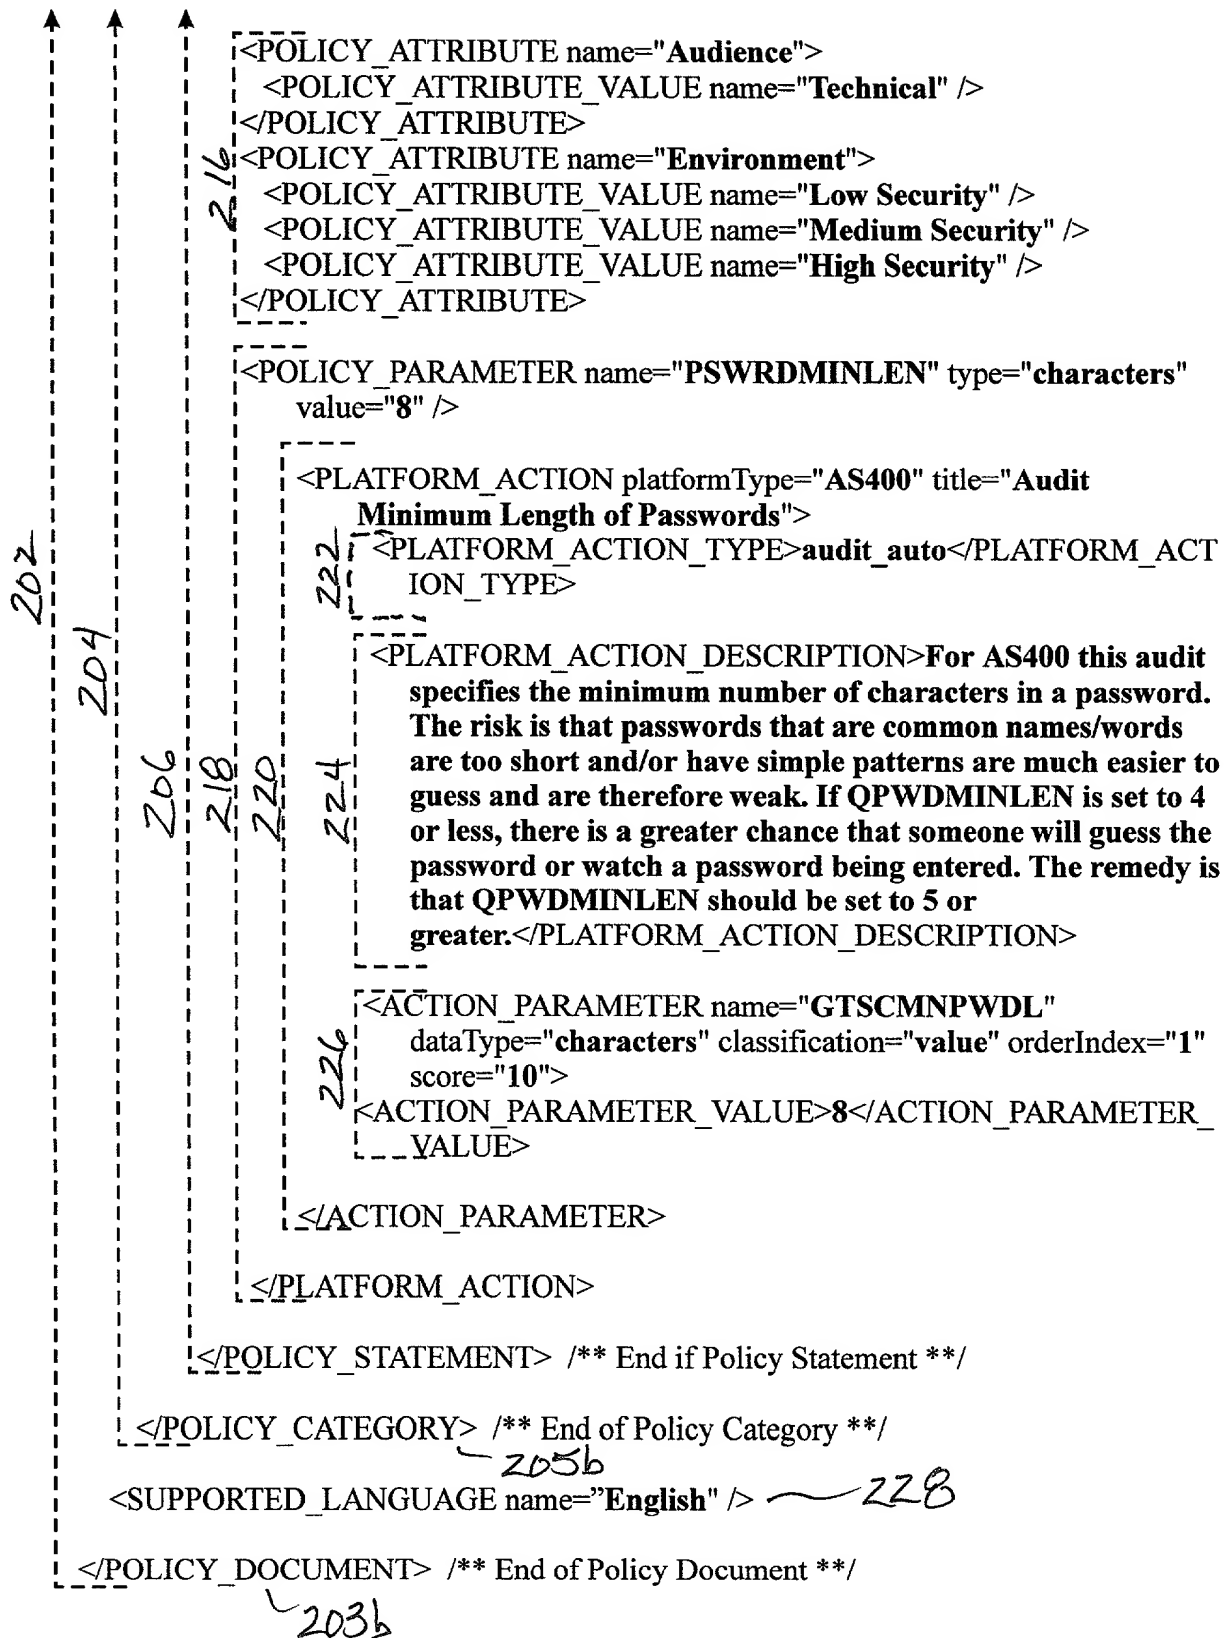 <POLICY_ATTRIBUTE name="Audience">
<POLICY_ATTRIBUTE_VALUE name="Technical" />
</POLICY_ATTRIBUTE>
216
<POLICY_ATTRIBUTE name="Environment">
<POLICY_ATTRIBUTE_VALUE name="Low Security" />
<POLICY_ATTRIBUTE_VALUE name="Medium Security" />
<POLICY_ATTRIBUTE_VALUE name="High Security" />
</POLICY_ATTRIBUTE>
<POLICY_PARAMETER name="PSWRDMINLEN" type="characters"
value="8" />
<PLATFORM_ACTION platformType="AS400" title="Audit
Minimum Length of Passwords">
202
204
206
218
220
222
<PLATFORM_ACTION_TYPE>audit_auto</PLATFORM_ACT
ION_TYPE>
224
<PLATFORM_ACTION_DESCRIPTION>For AS400 this audit
specifies the minimum number of characters in a password.
The risk is that passwords that are common names/words
are too short and/or have simple patterns are much easier to
guess and are therefore weak. If QPWDMINLEN is set to 4
or less, there is a greater chance that someone will guess the
password or watch a password being entered. The remedy is
that QPWDMINLEN should be set to 5 or
greater.</PLATFORM_ACTION_DESCRIPTION>
226
<ACTION_PARAMETER name="GTSCMNPWDL"
dataType="characters" classification="value" orderIndex="1"
score="10">
<ACTION_PARAMETER_VALUE>8</ACTION_PARAMETER_
VALUE>
</ACTION_PARAMETER>
</PLATFORM_ACTION>
</POLICY_STATEMENT> /** End if Policy Statement **/
</POLICY_CATEGORY> /** End of Policy Category **/
205b
<SUPPORTED_LANGUAGE name=”English" /> 228
</POLICY_DOCUMENT> /** End of Policy Document **/
203b